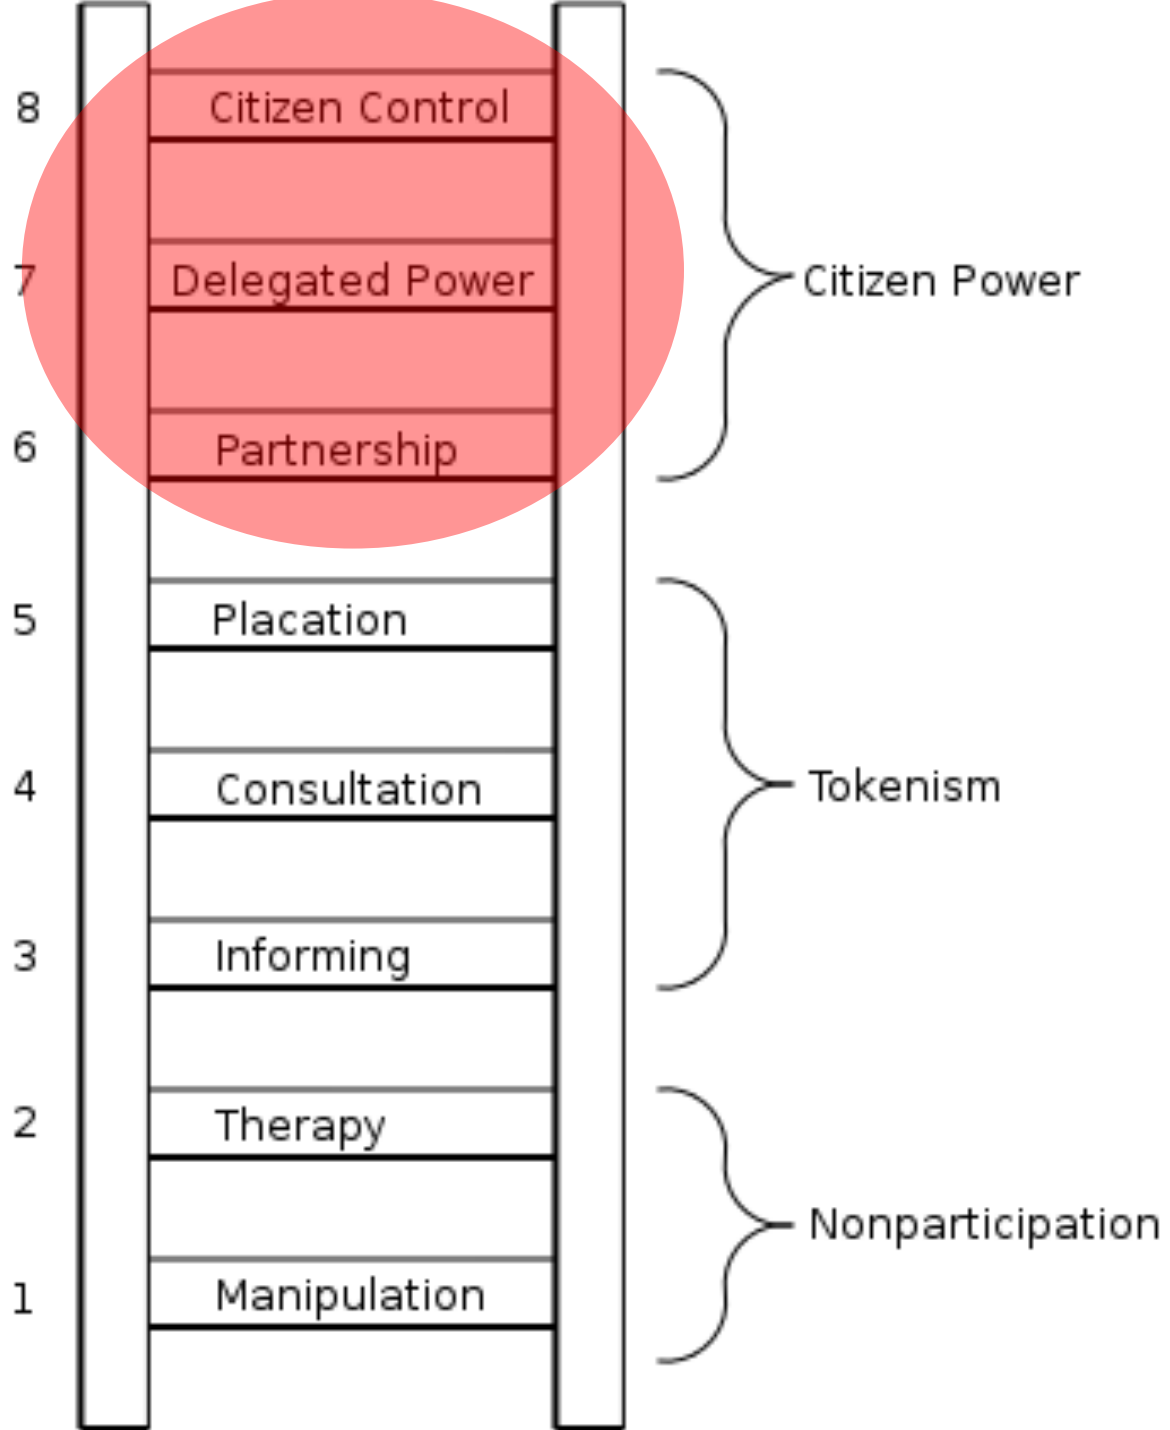 8 Citizen Control
7 Delegated Power
Citizen Power
6 Partnership
5 Placation
4 Consultation
Tokenism
3 Informing
2 Therapy
Nonparticipation
1 Manipulation